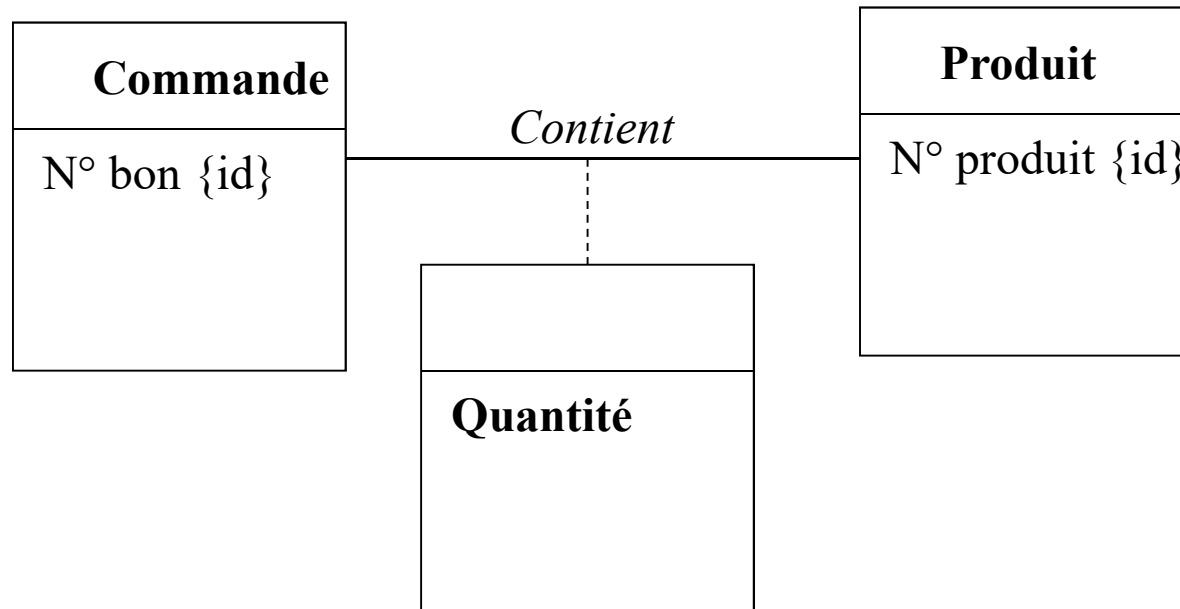 Commande
N° bon {id}
Contient
Produit
N° produit {id}
Quantité